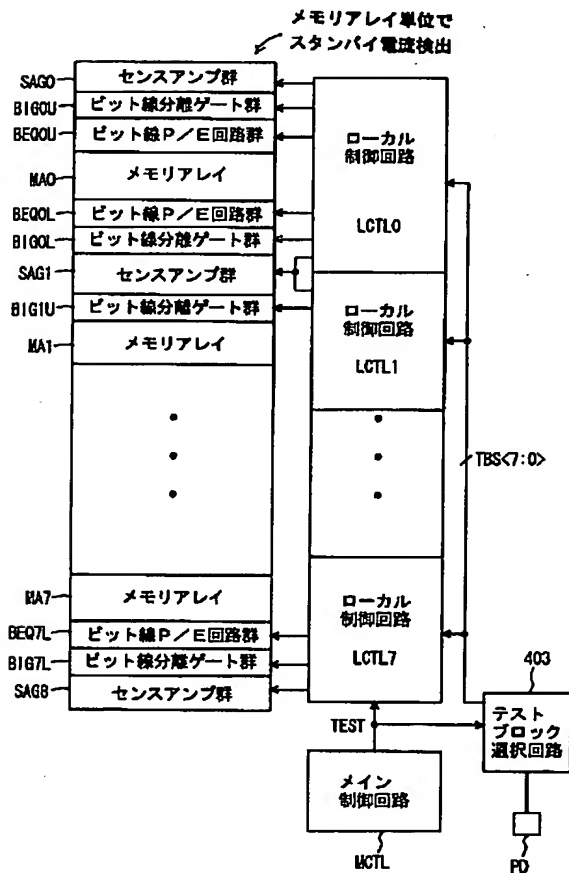 メモリアレイ単位で
スタンバイ電流検出
SAG0
センスアンプ群
BIG0U
ビット線分離ゲート群
BEQ0U
ビット線P/E回路群
MA0
メモリアレイ
BEQ0L
ビット線P/E回路群
BIG0L
ビット線分離ゲート群
SAG1
センスアンプ群
BIG1U
ビット線分離ゲート群
MA1
メモリアレイ
MA7
メモリアレイ
BEQ7L
ビット線P/E回路群
BIG7L
ビット線分離ゲート群
SAG8
センスアンプ群
ローカル
制御回路
LCTL0
ローカル
制御回路
LCTL1
ローカル
制御回路
LCTL7
TBS<7:0>
403
テスト
ブロック
選択回路
TEST
メイン
制御回路
MCTL
PD